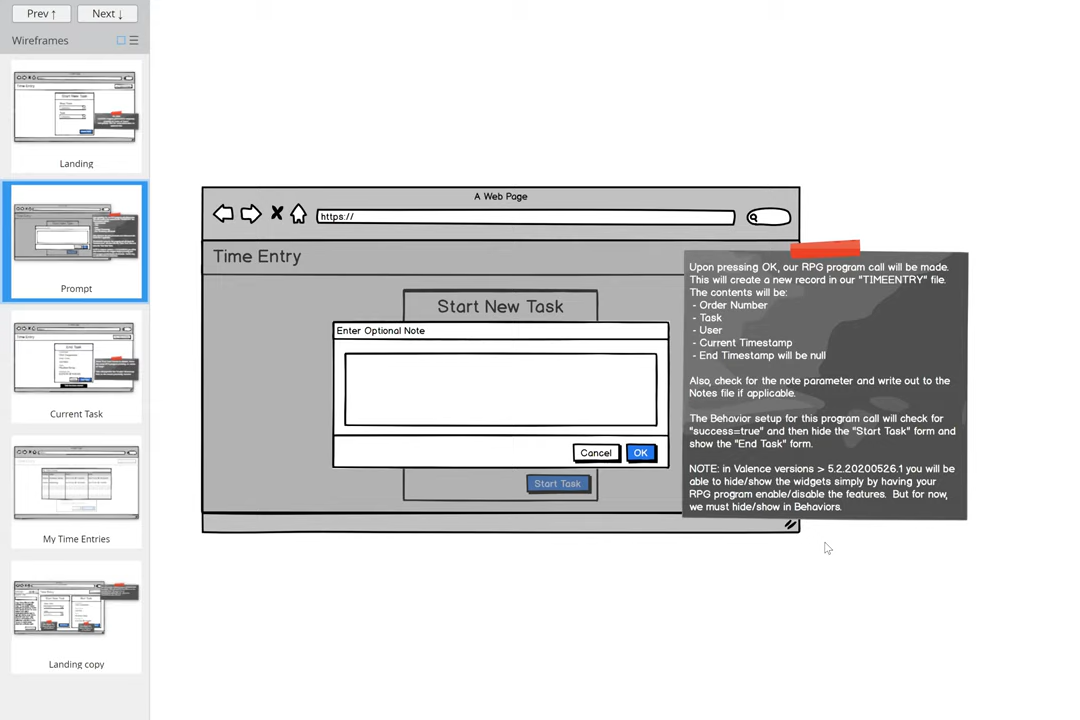 Prev ↑
Next ↓
Wireframes
Landing
Prompt
Current Task
My Time Entries
Landing copy
A Web Page
https://
Time Entry
Start New Task
Enter Optional Note
Cancel
OK
Start Task
Upon pressing OK, our RPG program call will be made.
This will create a new record in our "TIMEENTRY" file.
The contents will be:
- Order Number
- Task
- User
- Current Timestamp
- End Timestamp will be null
Also, check for the note parameter and write out to the
Notes file if applicable.
The Behavior setup for this program call will check for
"success=true" and then hide the "Start Task" form and
show the "End Task" form.
NOTE: in Valence versions > 5.2.20200526.1 you will be
able to hide/show the widgets simply by having your
RPG program enable/disable the features.  But for now,
we must hide/show in Behaviors.